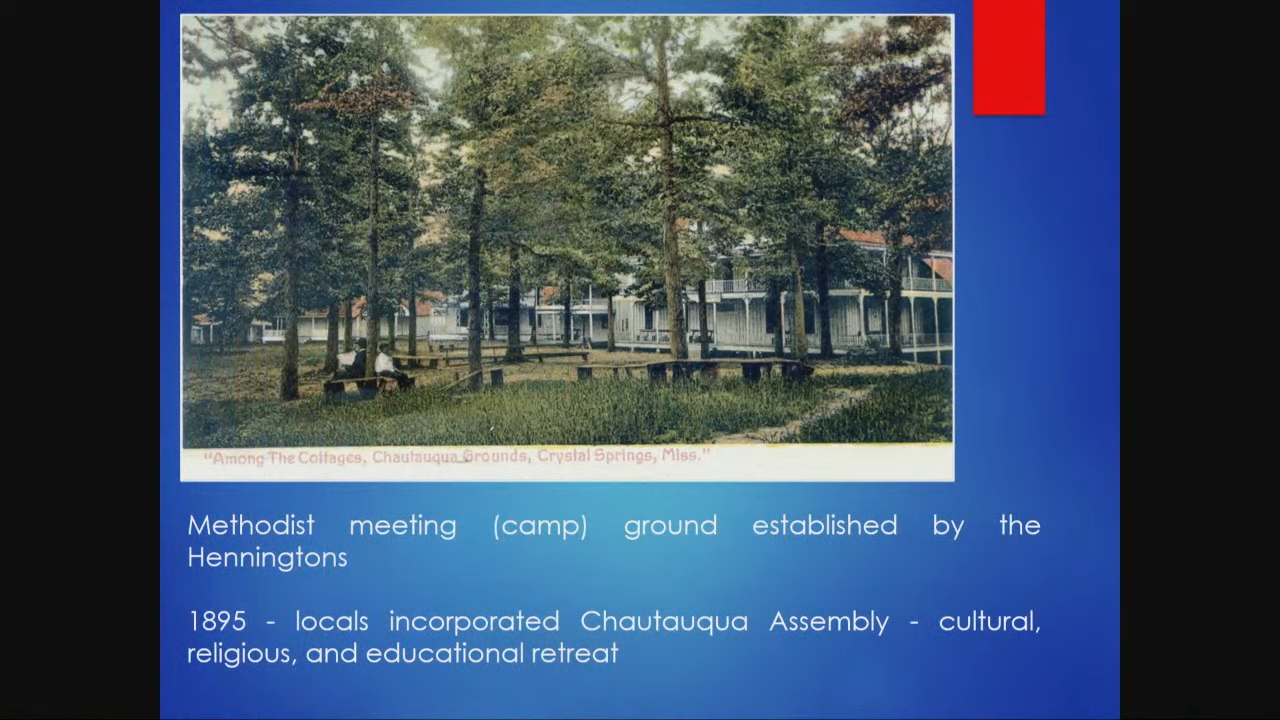 "Among The Cottages, Chautauqua Grounds, Crystal Springs, Miss."
Methodist meeting (camp) ground established by the
Henningtons
1895 - locals incorporated Chautauqua Assembly - cultural,
religious, and educational retreat